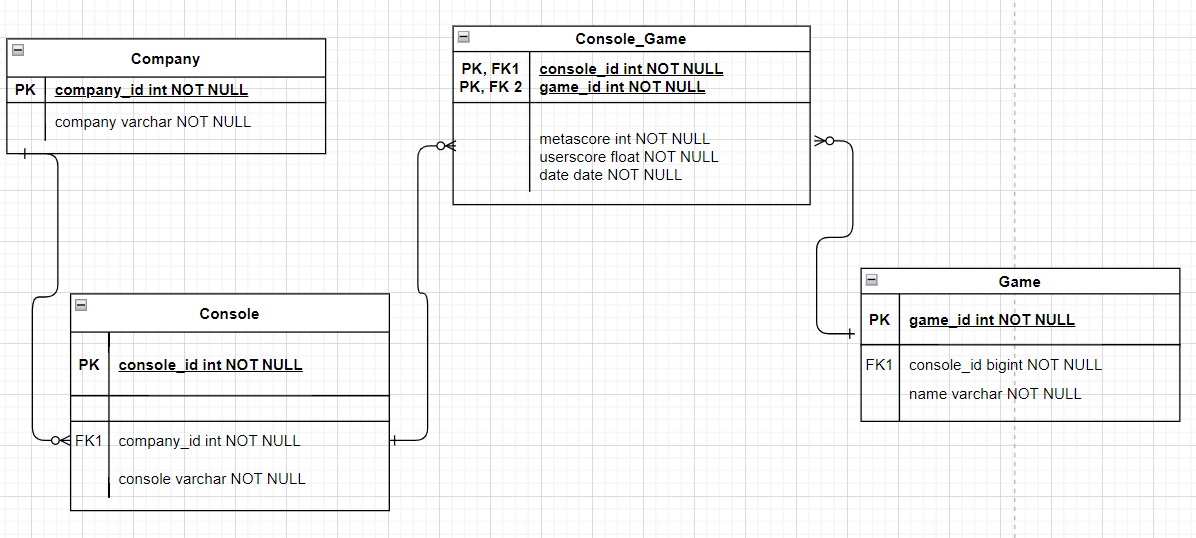 Company
PK company_id int NOT NULL
company varchar NOT NULL
Console_Game
PK, FK1 console_id int NOT NULL
PK, FK 2 game_id int NOT NULL
metascore int NOT NULL
userscore float NOT NULL
date date NOT NULL
Console
PK console_id int NOT NULL
FK1 company_id int NOT NULL
console varchar NOT NULL
Game
PK game_id int NOT NULL
FK1 console_id bigint NOT NULL
name varchar NOT NULL